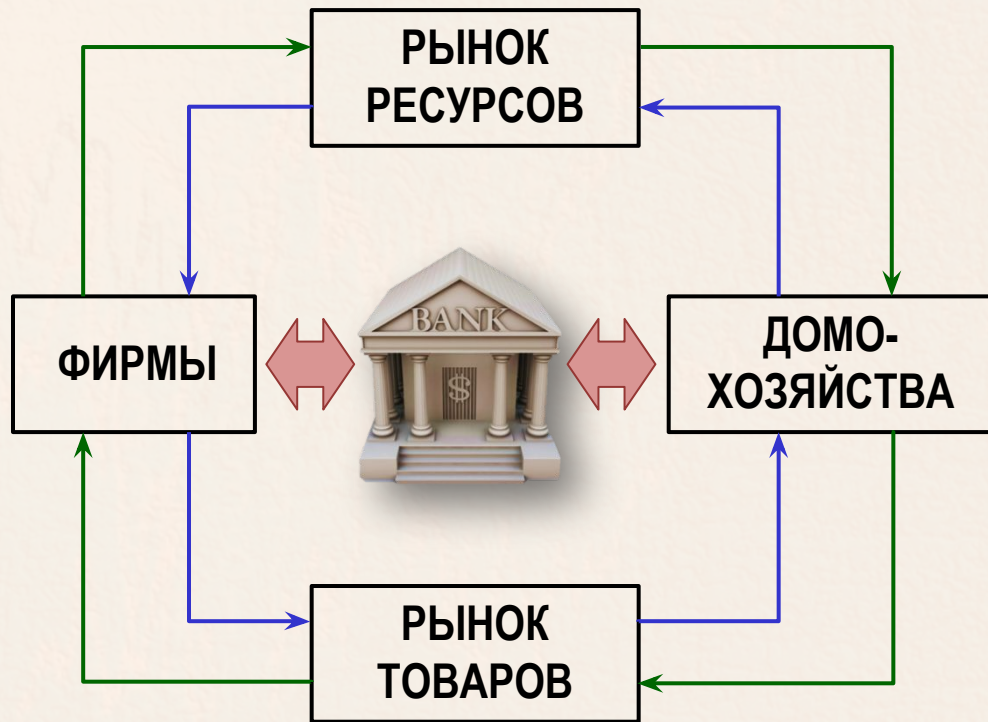 РЫНОК
РЕСУРСОВ
ФИРМЫ
BANK
$
ДОМО-
ХОЗЯЙСТВА
РЫНОК
ТОВАРОВ